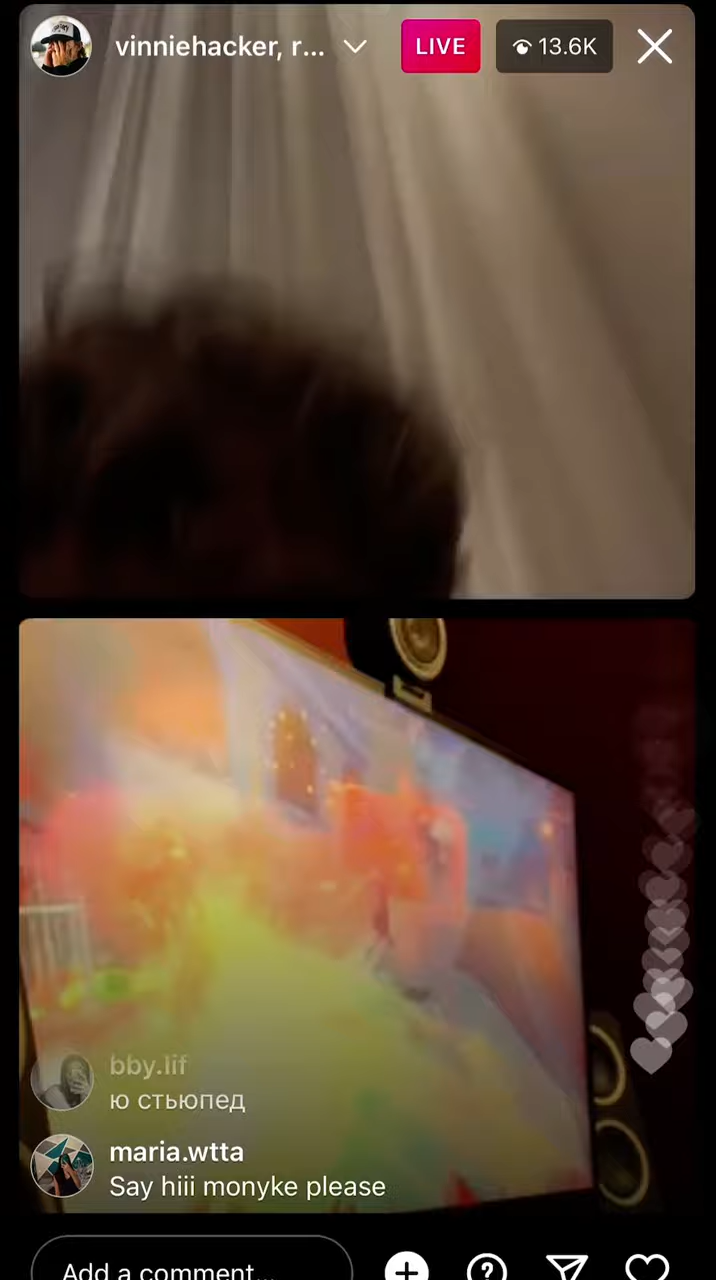 vinniehacker, r...
LIVE
13.6K
bby.lif
ю стьюпед
maria.wtta
Say hiii monyke please
Add a comment...